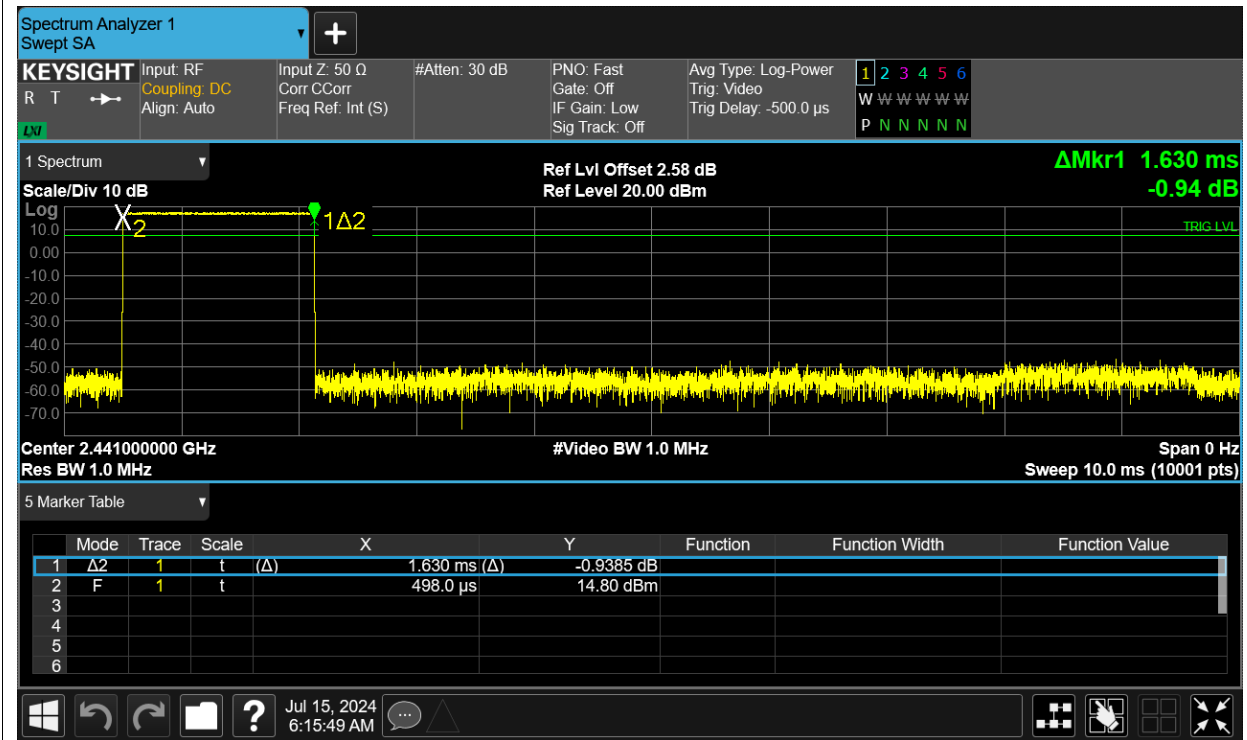 Spectrum Analyzer 1
Swept SA
KEYSIGHT Input: RF Input Z: 50 Ω #Atten: 30 dB PNO: Fast Avg Type: Log-Power 1 2 3 4 5 6
R T Coupling: DC Corr CCorr Gate: Off Trig: Video W W W W W W
Align: Auto Freq Ref: Int (S) IF Gain: Low Trig Delay: -500.0 µs P N N N N N
LXI Sig Track: Off
1 Spectrum Ref Lvl Offset 2.58 dB ΔMkr1 1.630 ms
Scale/Div 10 dB Ref Level 20.00 dBm -0.94 dB
Log
X2 1Δ2
10.0 TRIG LVL
0.00
-10.0
-20.0
-30.0
-40.0
-50.0
-60.0
-70.0
Center 2.441000000 GHz #Video BW 1.0 MHz Span 0 Hz
Res BW 1.0 MHz Sweep 10.0 ms (10001 pts)
5 Marker Table
Mode Trace Scale X Y Function Function Width Function Value
1 Δ2 1 t (Δ) 1.630 ms (Δ) -0.9385 dB
2 F 1 t 498.0 µs 14.80 dBm
3
4
5
6
? Jul 15, 2024
6:15:49 AM